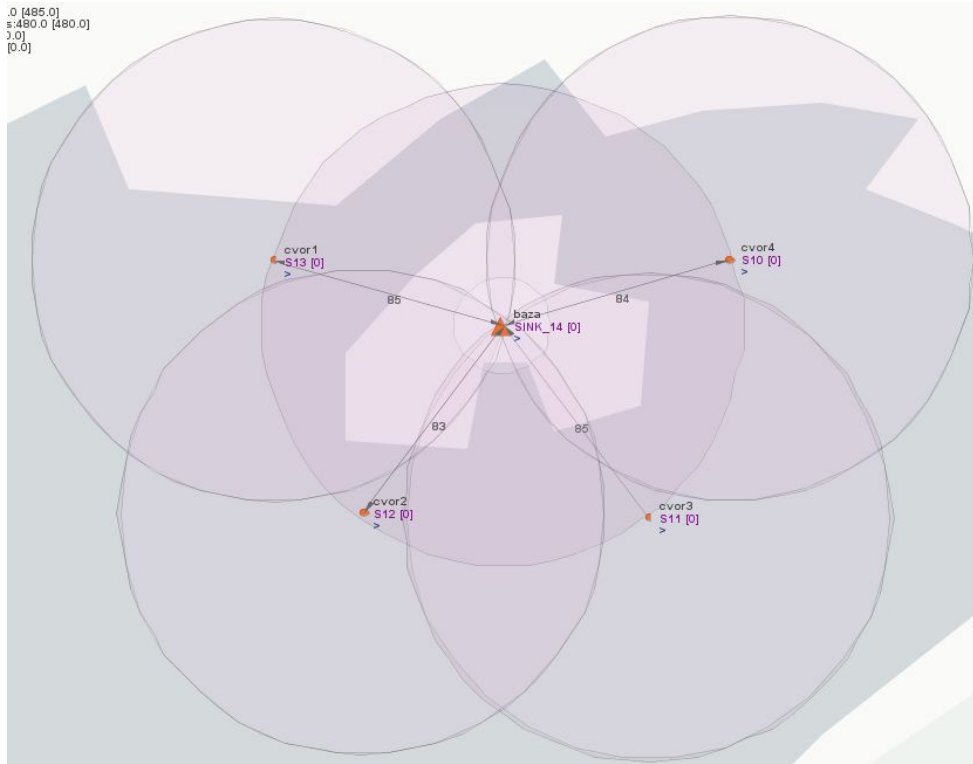 .0 [485.0]
s:480.0 [480.0]
0.0]
[0.0]
cvor1
S13 [0]
>
cvor4
S10 [0]
>
85
84
baza
SINK_14 [0]
>
83
85
cvor2
S12 [0]
>
cvor3
S11 [0]
>